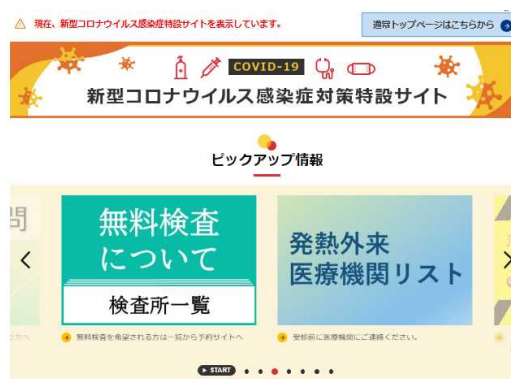 現在、新型コロナウイルス感染症特設サイトを表示しています。
通常トップページはこちらから
COVID-19
新型コロナウイルス感染症対策特設サイト
ピックアップ情報
無料検査
について
検査所一覧
発熱外来
医療機関リスト
無料検査を希望される方は一覧から予約サイトへ
受診前に医療機関にご連絡ください。
START